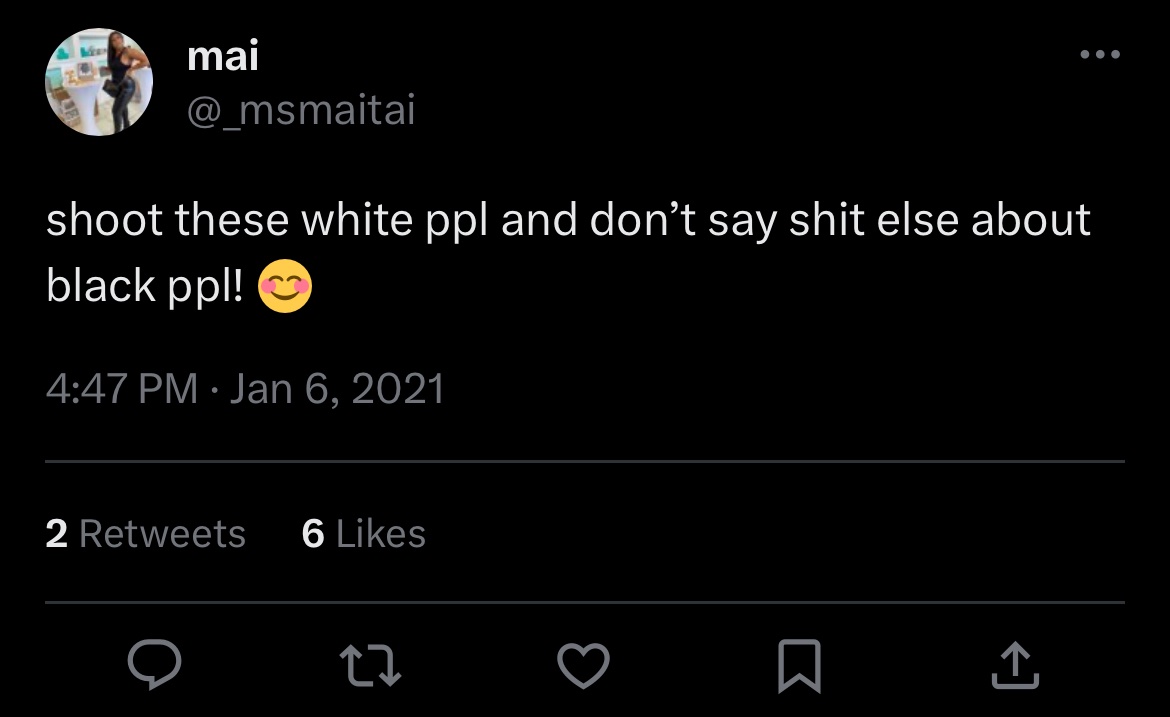 mai
@_msmaitai
shoot these white ppl and don’t say shit else about
black ppl! 😊
4:47 PM · Jan 6, 2021
2 Retweets 6 Likes